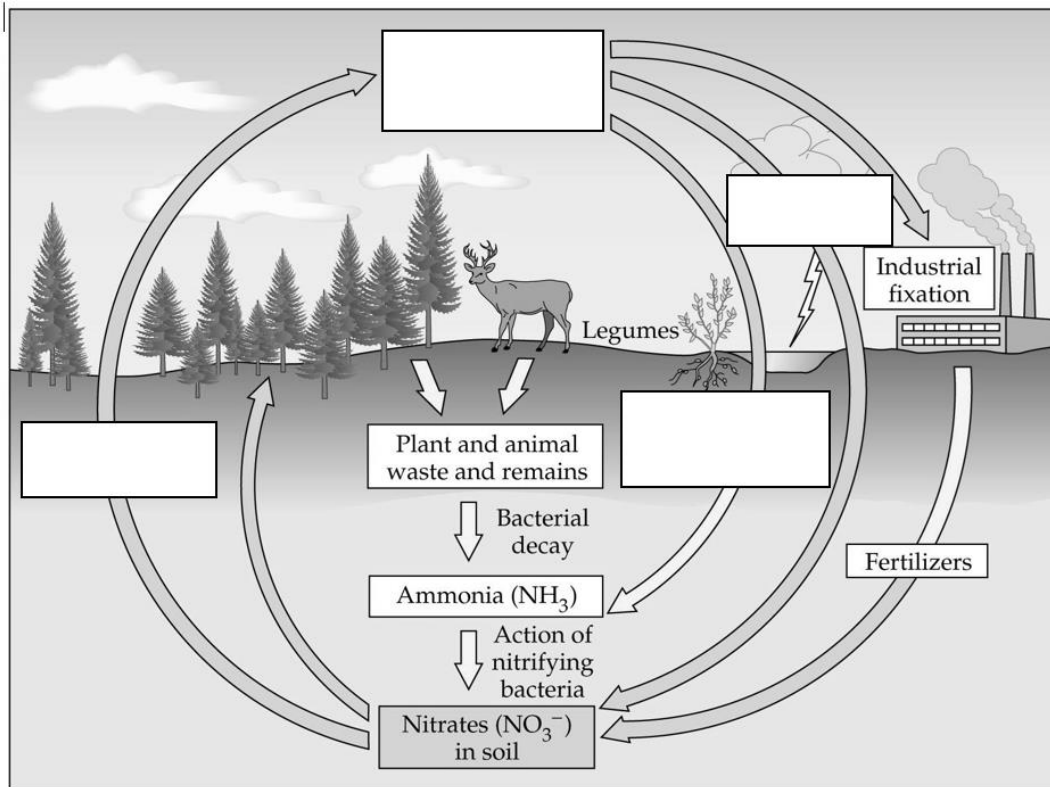 Industrial
fixation
Legumes
Plant and animal
waste and remains
Bacterial
decay
Fertilizers
Ammonia (NH₃)
Action of
nitrifying
bacteria
Nitrates (NO₃⁻)
in soil